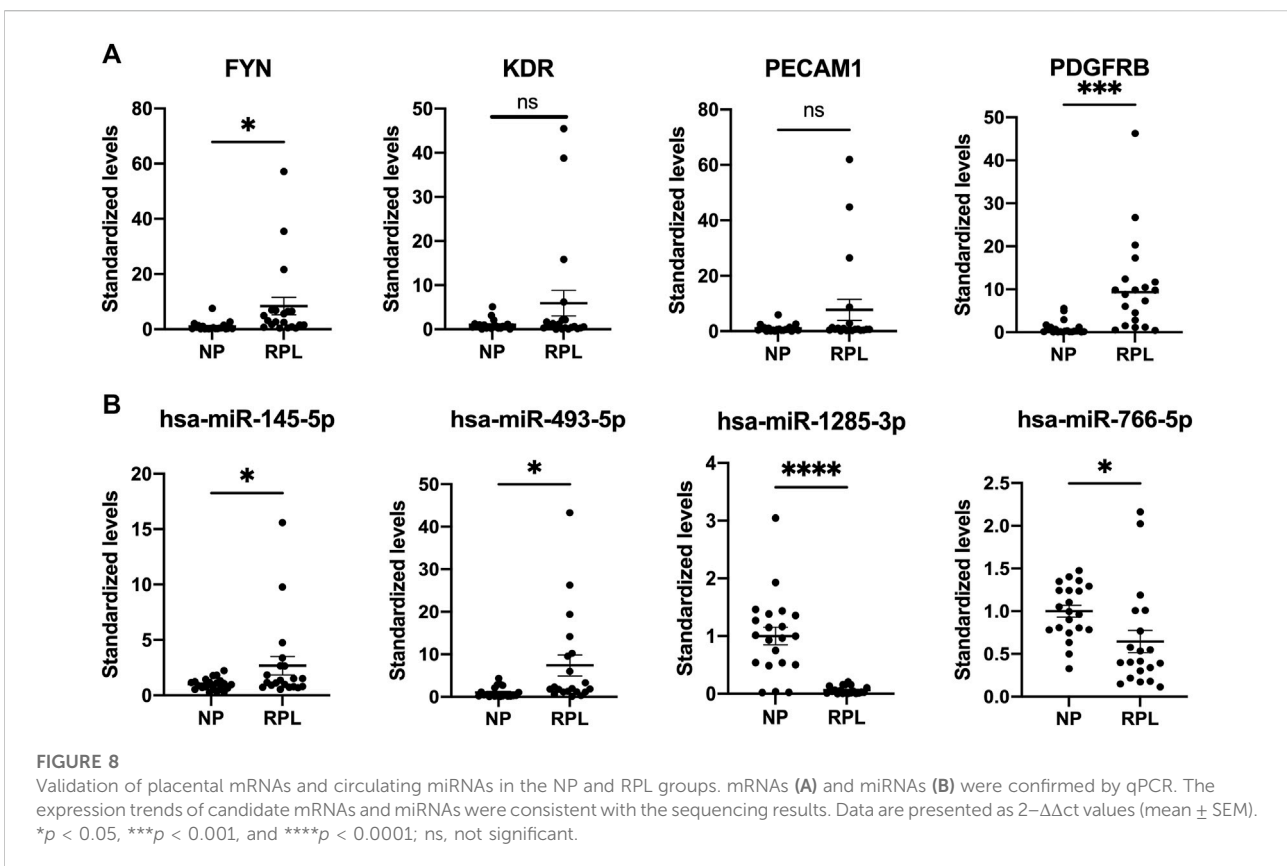 A
FYN
KDR
PECAM1
PDGFRB
*
ns
ns
***
Standardized levels
80
60
40
20
0
NP
RPL
Standardized levels
50
40
30
20
10
0
NP
RPL
Standardized levels
80
60
40
20
0
NP
RPL
Standardized levels
50
40
30
20
10
0
NP
RPL
B
hsa-miR-145-5p
hsa-miR-493-5p
hsa-miR-1285-3p
hsa-miR-766-5p
*
*
****
*
Standardized levels
20
15
10
5
0
NP
RPL
Standardized levels
50
40
30
20
10
0
NP
RPL
Standardized levels
4
3
2
1
0
NP
RPL
Standardized levels
2.5
2.0
1.5
1.0
0.5
0.0
NP
RPL
FIGURE 8
Validation of placental mRNAs and circulating miRNAs in the NP and RPL groups. mRNAs (A) and miRNAs (B) were confirmed by qPCR. The
expression trends of candidate mRNAs and miRNAs were consistent with the sequencing results. Data are presented as 2−ΔΔct values (mean ± SEM).
*p < 0.05, ***p < 0.001, and ****p < 0.0001; ns, not significant.